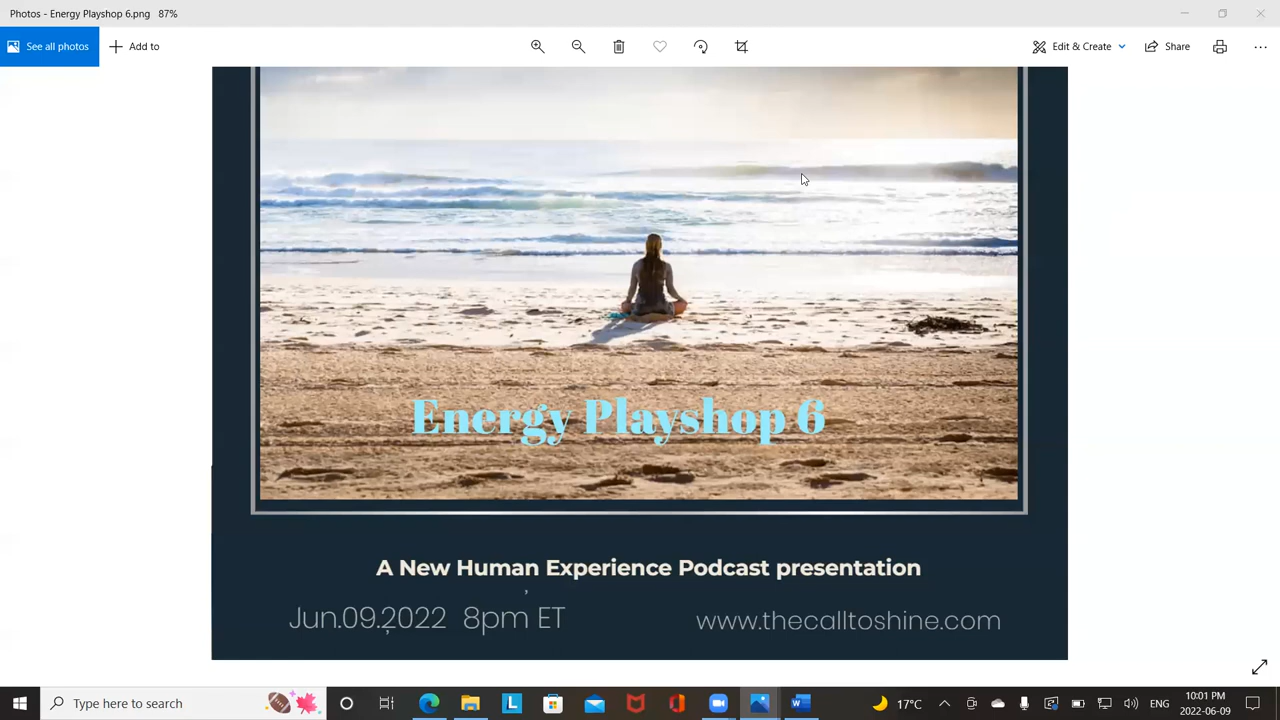 Photos - Energy Playshop 6.png   87%
See all photos
Add to
Edit & Create
Share
Energy Playshop 6
A New Human Experience Podcast presentation
Jun.09.2022  8pm ET
www.thecalltoshine.com
Type here to search
17°C
ENG
10:01 PM
2022-06-09